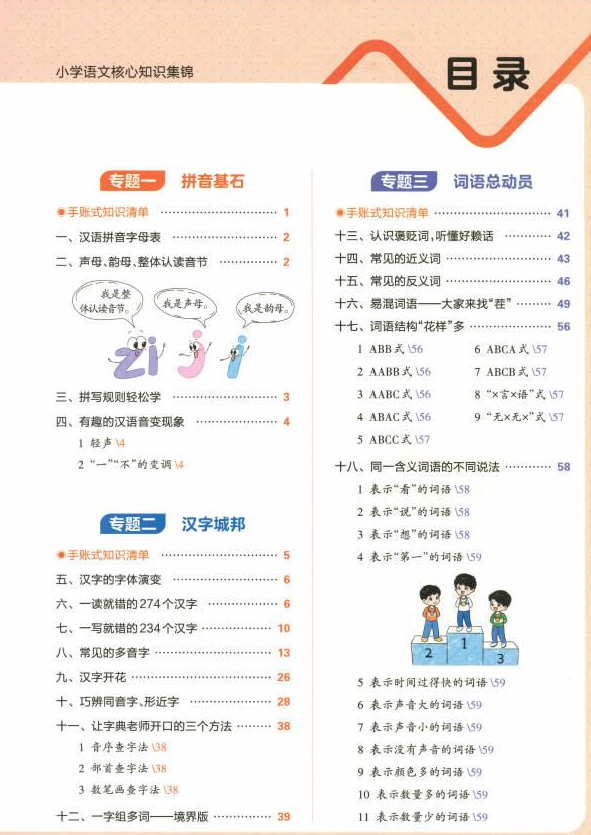 小学语文核心知识集锦
目录
专题一 拼音基石
手账式知识清单 1
一、汉语拼音字母表 2
二、声母、韵母、整体认读音节 2
我是整
体认读音节。
我是声母。
我是韵母。
zi j i
三、拼写规则轻松学 3
四、有趣的汉语音变现象 4
1 轻声\4
2 “一”“不”的变调\4
专题二 汉字城邦
手账式知识清单 5
五、汉字的字体演变 6
六、一读就错的274个汉字 6
七、一写就错的234个汉字 10
八、常见的多音字 13
九、汉字开花 26
十、巧辨同音字、形近字 28
十一、让字典老师开口的三个方法 38
1 音序查字法\38
2 部首查字法\38
3 数笔画查字法\38
十二、一字组多词——境界版 39
专题三 词语总动员
手账式知识清单 41
十三、认识褒贬词,听懂好赖话 42
十四、常见的近义词 43
十五、常见的反义词 46
十六、易混词语——大家来找“茬” 49
十七、词语结构“花样”多 56
1 ABB式\56 6 ABCA式\57
2 AABB式\56 7 ABCB式\57
3 AABC式\56 8 “×言×语”式\57
4 ABAC式\56 9 “无×无×”式\57
5 ABCC式\57
十八、同一含义词语的不同说法 58
1 表示“看”的词语\58
2 表示“说”的词语\58
3 表示“想”的词语\58
4 表示“第一”的词语\59
2 1 3
5 表示时间过得快的词语\59
6 表示声音大的词语\59
7 表示声音小的词语\59
8 表示没有声音的词语\59
9 表示颜色多的词语\59
10 表示数量多的词语\59
11 表示数量少的词语\59